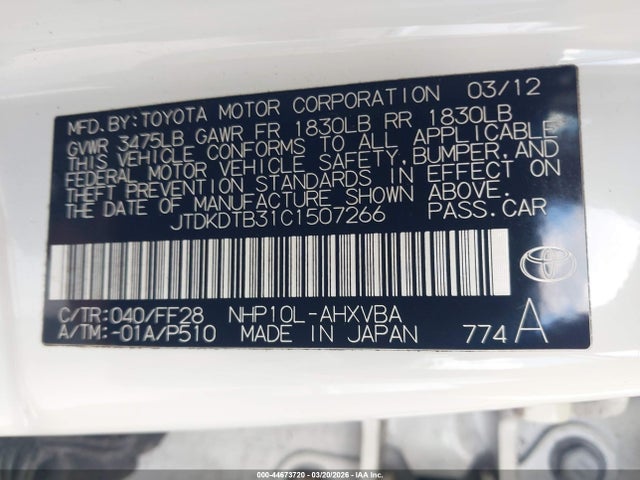 MFD. BY: TOYOTA MOTOR CORPORATION 03/12
GVWR 3475LB GAWR FR 1830LB RR 1830LB
THIS VEHICLE CONFORMS TO ALL APPLICABLE
FEDERAL MOTOR VEHICLE SAFETY, BUMPER, AND
THEFT PREVENTION STANDARDS IN EFFECT ON
THE DATE OF MANUFACTURE SHOWN ABOVE.
JTDKDTB31C1507266 PASS. CAR
C/TR: 040/FF28 NHP10L-AHXVBA
A/TM: -01A/P510 MADE IN JAPAN 774 A
000-44673720 | 03/20/2026 - IAA Inc.